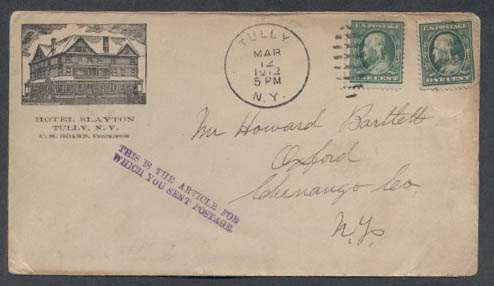 HOTEL SLAYTON
TULLY, N. Y.
TULLY
MAR
12
1912
5 PM
N.Y.
U.S. POSTAGE
ONE CENT
U.S. POSTAGE
ONE CENT
Mr Howard Bartlett
Oxford
Chenango Co.
N.Y.
THIS IS THE ARTICLE FOR
WHICH YOU SENT POSTAGE.